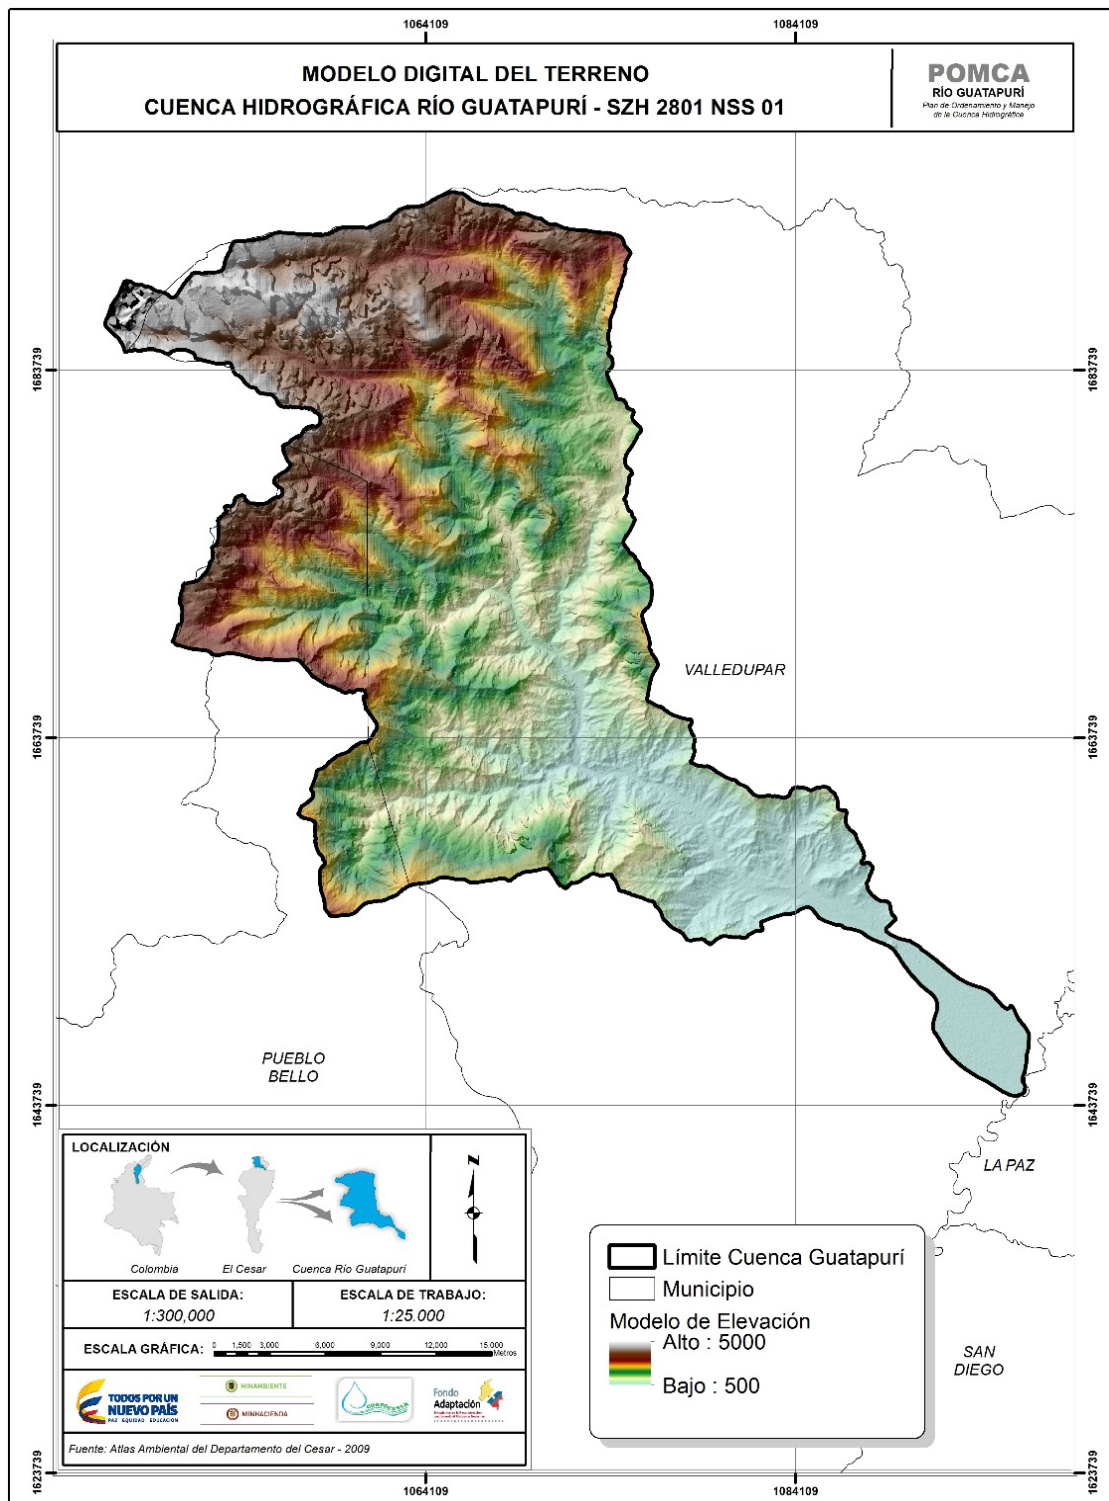 1064109
1084109
MODELO DIGITAL DEL TERRENO
CUENCA HIDROGRÁFICA RÍO GUATAPURÍ - SZH 2801 NSS 01
POMCA
RÍO GUATAPURÍ
Plan de Ordenamiento y Manejo
de la Cuenca Hidrográfica
1683739
1683739
VALLEDUPAR
1663739
1663739
PUEBLO
BELLO
1643739
1643739
LA PAZ
LOCALIZACIÓN
Z
Colombia
El Cesar
Cuenca Río Guatapurí
ESCALA DE SALIDA:
1:300,000
ESCALA DE TRABAJO:
1:25.000
ESCALA GRÁFICA:
0 1,500 3,000 6,000 9,000 12,000 15,000
Metros
TODOS POR UN
NUEVO PAÍS
PAZ EQUIDAD EDUCACIÓN
MINAMBIENTE
MINHACIENDA
CORPOCESAR
Fondo
Adaptación
Fuente: Atlas Ambiental del Departamento del Cesar - 2009
Límite Cuenca Guatapurí
Municipio
Modelo de Elevación
Alto : 5000
Bajo : 500
SAN
DIEGO
1623739
1623739
1064109
1084109